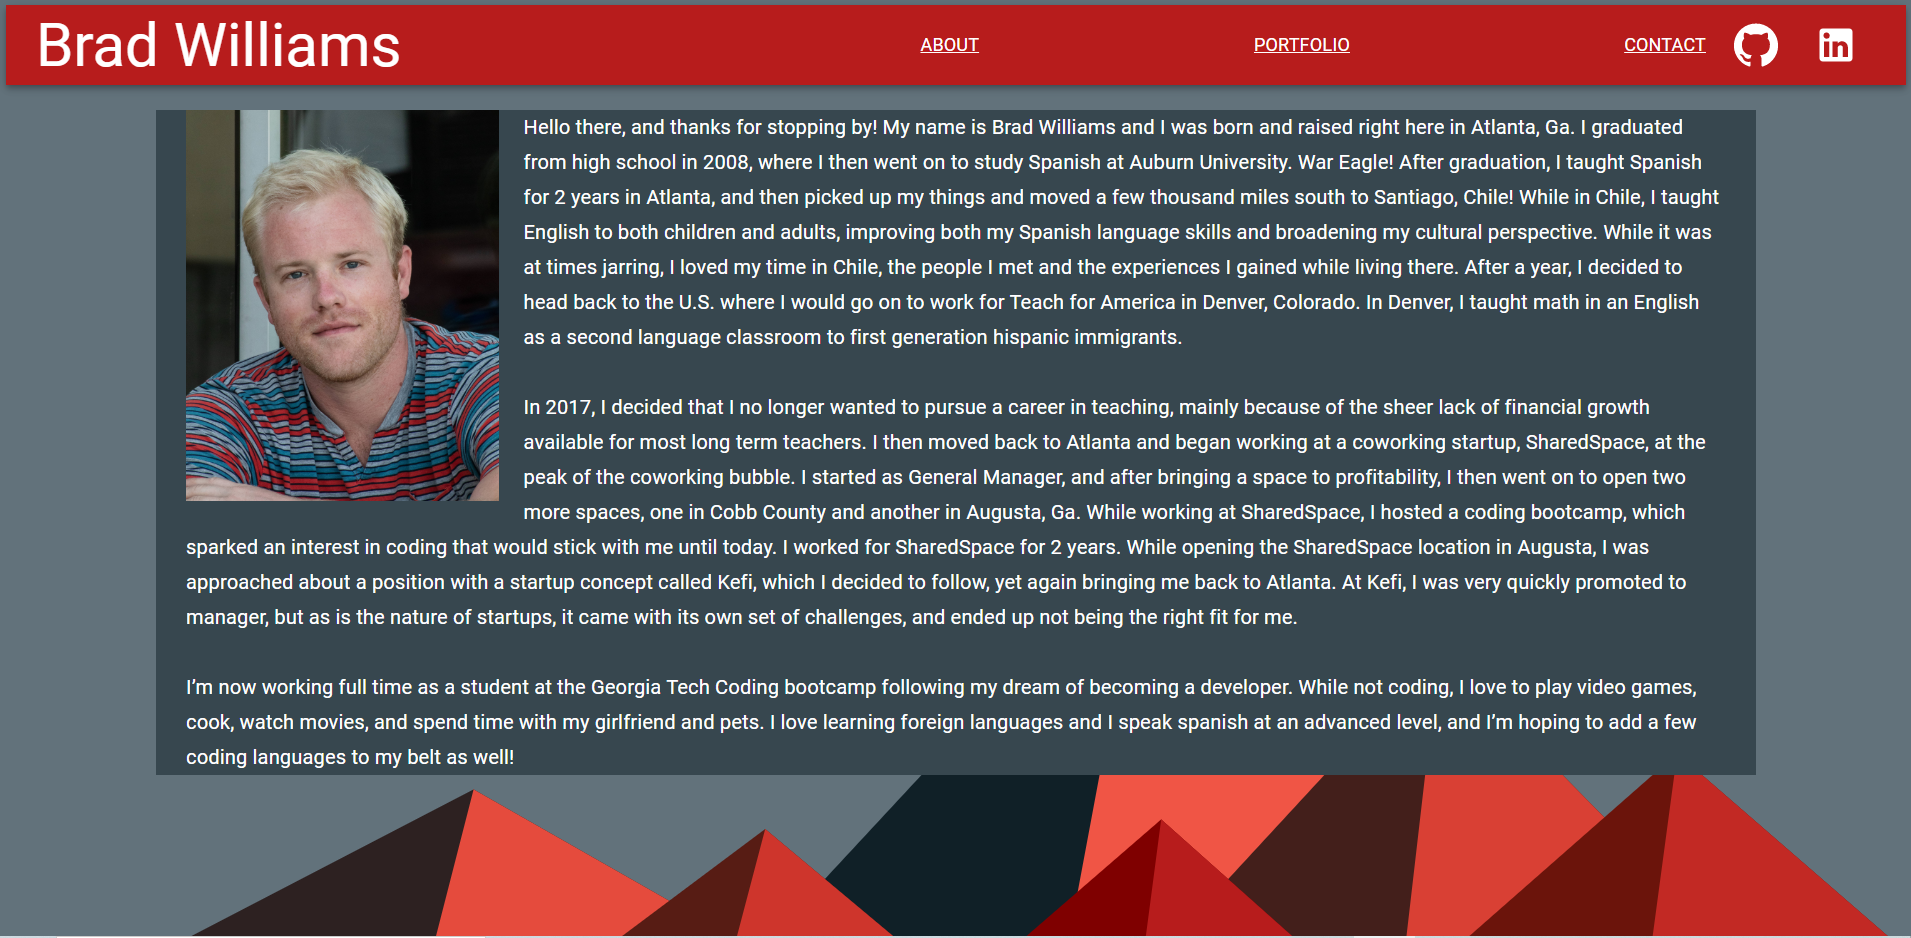 Brad Williams
ABOUT
PORTFOLIO
CONTACT
in
Hello there, and thanks for stopping by! My name is Brad Williams and I was born and raised right here in Atlanta, Ga. I graduated
from high school in 2008, where I then went on to study Spanish at Auburn University. War Eagle! After graduation, I taught Spanish
for 2 years in Atlanta, and then picked up my things and moved a few thousand miles south to Santiago, Chile! While in Chile, I taught
English to both children and adults, improving both my Spanish language skills and broadening my cultural perspective. While it was
at times jarring, I loved my time in Chile, the people I met and the experiences I gained while living there. After a year, I decided to
head back to the U.S. where I would go on to work for Teach for America in Denver, Colorado. In Denver, I taught math in an English
as a second language classroom to first generation hispanic immigrants.
In 2017, I decided that I no longer wanted to pursue a career in teaching, mainly because of the sheer lack of financial growth
available for most long term teachers. I then moved back to Atlanta and began working at a coworking startup, SharedSpace, at the
peak of the coworking bubble. I started as General Manager, and after bringing a space to profitability, I then went on to open two
more spaces, one in Cobb County and another in Augusta, Ga. While working at SharedSpace, I hosted a coding bootcamp, which
sparked an interest in coding that would stick with me until today. I worked for SharedSpace for 2 years. While opening the SharedSpace location in Augusta, I was
approached about a position with a startup concept called Kefi, which I decided to follow, yet again bringing me back to Atlanta. At Kefi, I was very quickly promoted to
manager, but as is the nature of startups, it came with its own set of challenges, and ended up not being the right fit for me.
I’m now working full time as a student at the Georgia Tech Coding bootcamp following my dream of becoming a developer. While not coding, I love to play video games,
cook, watch movies, and spend time with my girlfriend and pets. I love learning foreign languages and I speak spanish at an advanced level, and I’m hoping to add a few
coding languages to my belt as well!